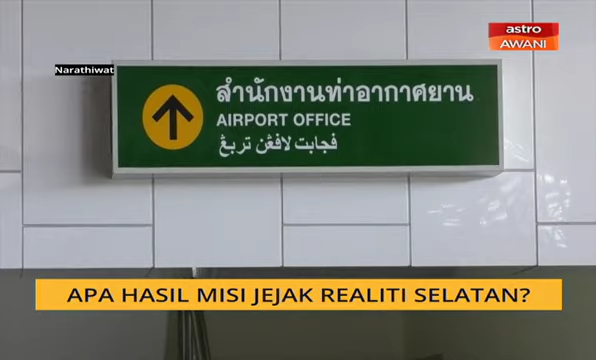 astro
AWANI
Narathiwat
สำนักงานท่าอากาศยาน
AIRPORT OFFICE
فجابت لافڠن تربڠ
APA HASIL MISI JEJAK REALITI SELATAN?